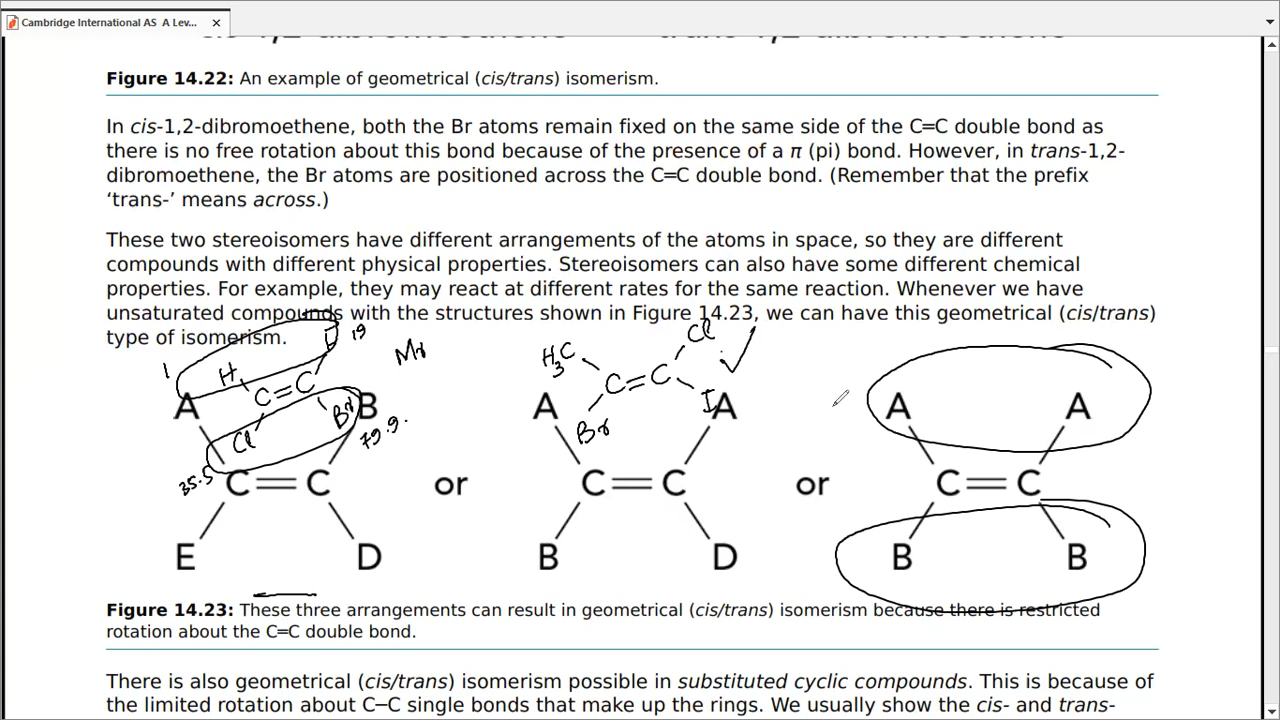 Cambridge International AS A Lev...
Figure 14.22: An example of geometrical (cis/trans) isomerism.
In cis-1,2-dibromoethene, both the Br atoms remain fixed on the same side of the C=C double bond as
there is no free rotation about this bond because of the presence of a π (pi) bond. However, in trans-1,2-
dibromoethene, the Br atoms are positioned across the C=C double bond. (Remember that the prefix
‘trans-’ means across.)
These two stereoisomers have different arrangements of the atoms in space, so they are different
compounds with different physical properties. Stereoisomers can also have some different chemical
properties. For example, they may react at different rates for the same reaction. Whenever we have
unsaturated compounds with the structures shown in Figure 14.23, we can have this geometrical (cis/trans)
type of isomerism.
19
Mr
H3C
Cl
1
H
C=C
C=C
A
B
Br
I
A
A
A
A
Cl
79.9.
Br
35.5
C=C
or
C=C
or
C=C
E
D
B
D
B
B
Figure 14.23: These three arrangements can result in geometrical (cis/trans) isomerism because there is restricted
rotation about the C=C double bond.
There is also geometrical (cis/trans) isomerism possible in substituted cyclic compounds. This is because of
the limited rotation about C−C single bonds that make up the rings. We usually show the cis- and trans-